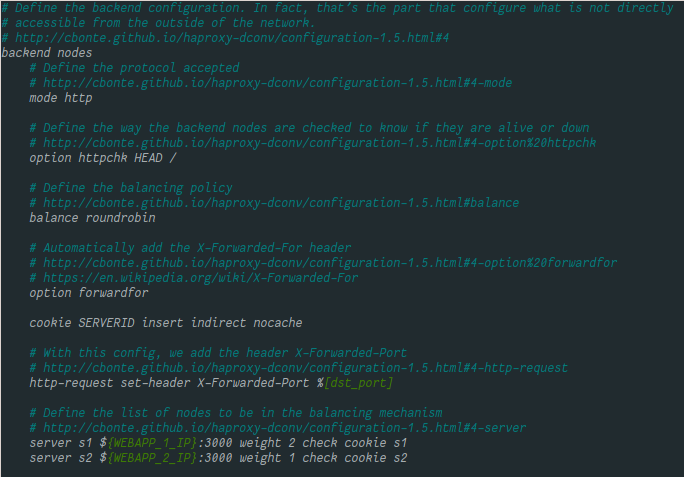 # Define the backend configuration. In fact, that's the part that configure what is not directly
# accessible from the outside of the network.
# http://cbonte.github.io/haproxy-dconv/configuration-1.5.html#4
backend nodes
# Define the protocol accepted
# http://cbonte.github.io/haproxy-dconv/configuration-1.5.html#4-mode
mode http
# Define the way the backend nodes are checked to know if they are alive or down
# http://cbonte.github.io/haproxy-dconv/configuration-1.5.html#4-option%20httpchk
option httpchk HEAD /
# Define the balancing policy
# http://cbonte.github.io/haproxy-dconv/configuration-1.5.html#balance
balance roundrobin
# Automatically add the X-Forwarded-For header
# http://cbonte.github.io/haproxy-dconv/configuration-1.5.html#4-option%20forwardfor
# https://en.wikipedia.org/wiki/X-Forwarded-For
option forwardfor
cookie SERVERID insert indirect nocache
# With this config, we add the header X-Forwarded-Port
# http://cbonte.github.io/haproxy-dconv/configuration-1.5.html#4-http-request
http-request set-header X-Forwarded-Port %[dst_port]
# Define the list of nodes to be in the balancing mechanism
# http://cbonte.github.io/haproxy-dconv/configuration-1.5.html#4-server
server s1 ${WEBAPP_1_IP}:3000 weight 2 check cookie s1
server s2 ${WEBAPP_2_IP}:3000 weight 1 check cookie s2